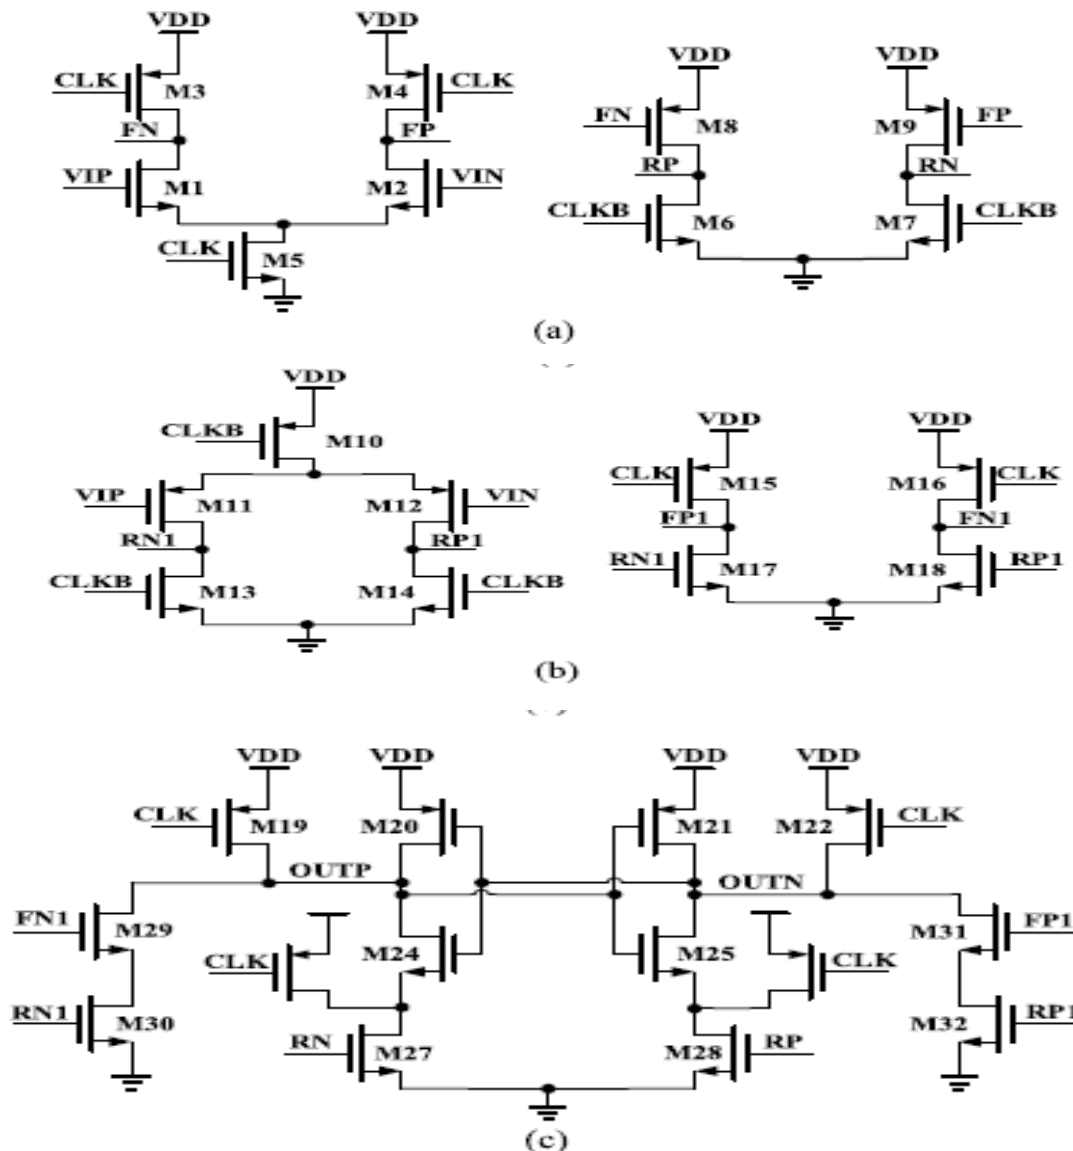 VDD VDD
VDD VDD
CLK M3 M4 CLK
FN M8 M9 FP
FN FP
RP RN
VIP M1 M2 VIN
CLKB M6 M7 CLKB
CLK M5
(a)
VDD
CLKB M10
VDD VDD
CLK M15 M16 CLK
VIP M11 M12 VIN
FP1 FN1
RN1 RP1
RN1 M17 M18 RP1
CLKB M13 M14 CLKB
(b)
VDD VDD VDD VDD
CLK M19 M20 M21 M22 CLK
OUTP OUTN
FN1 M29 M24 M25 M31 FP1
CLK CLK
RN1 M30 M32 RP1
RN M27 M28 RP
(c)